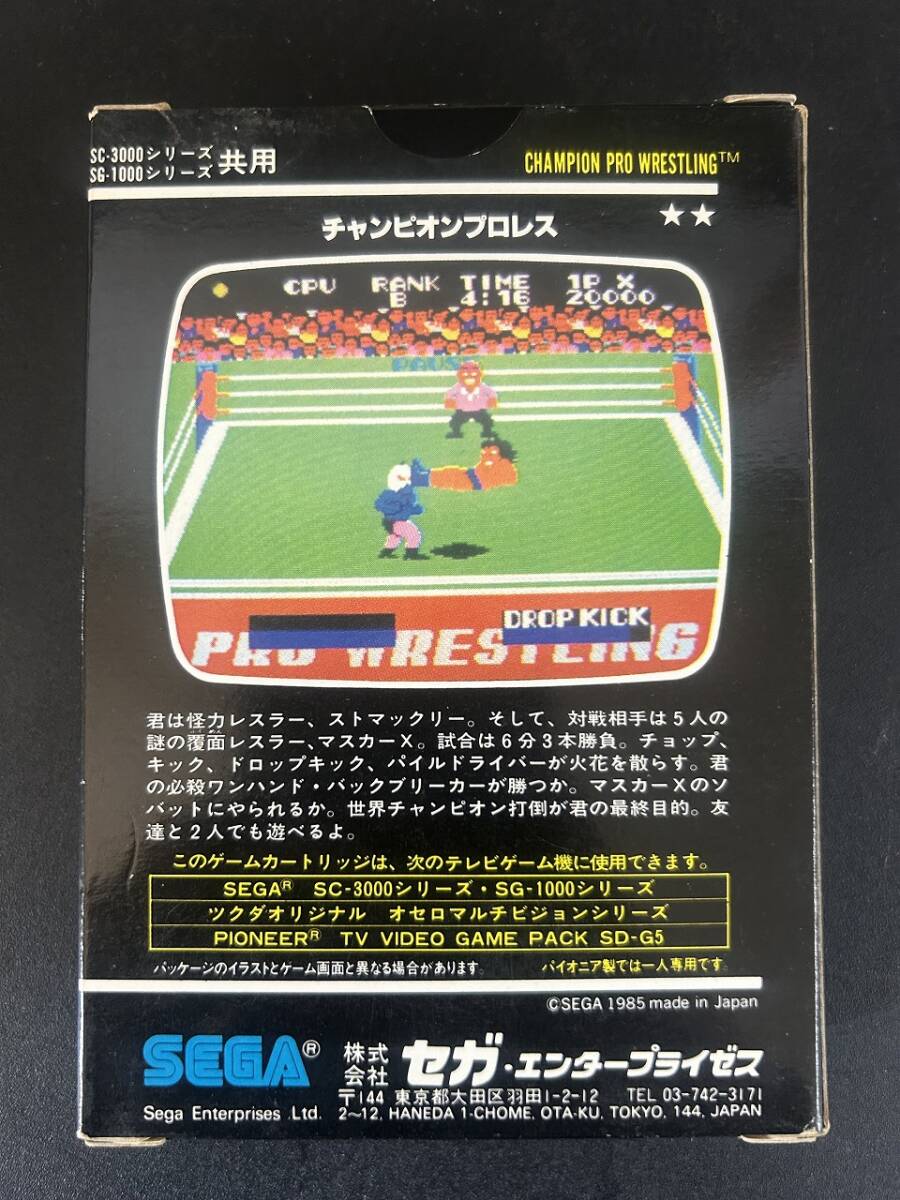 SC-3000シリーズ
SG-1000シリーズ 共用
CHAMPION PRO WRESTLING™
★★
チャンピオンプロレス
CPU RANK TIME 1P X
B 4:16 20000
PAUS
DROP KICK
PRO WRESTLING
君は怪力レスラー、ストマックリー。そして、対戦相手は5人の
謎の覆面レスラー、マスカーX。試合は6分3本勝負。チョップ、
キック、ドロップキック、パイルドライバーが火花を散らす。君
の必殺ワンハンド・バックブリーカーが勝つか。マスカーXのソ
バットにやられるか。世界チャンピオン打倒が君の最終目的。友
達と2人でも遊べるよ。
このゲームカートリッジは、次のテレビゲーム機に使用できます。
SEGA® SC-3000シリーズ・SG-1000シリーズ
ツクダオリジナル オセロマルチビジョンシリーズ
PIONEER® TV VIDEO GAME PACK SD-G5
パッケージのイラストとゲーム画面と異なる場合があります。 パイオニア製では一人専用です
©SEGA 1985 made in Japan
SEGA® 株式会社 セガ・エンタープライゼス
〒144 東京都大田区羽田1-2-12 TEL 03-742-3171
Sega Enterprises Ltd. 2~12, HANEDA 1-CHOME, OTA-KU, TOKYO, 144, JAPAN